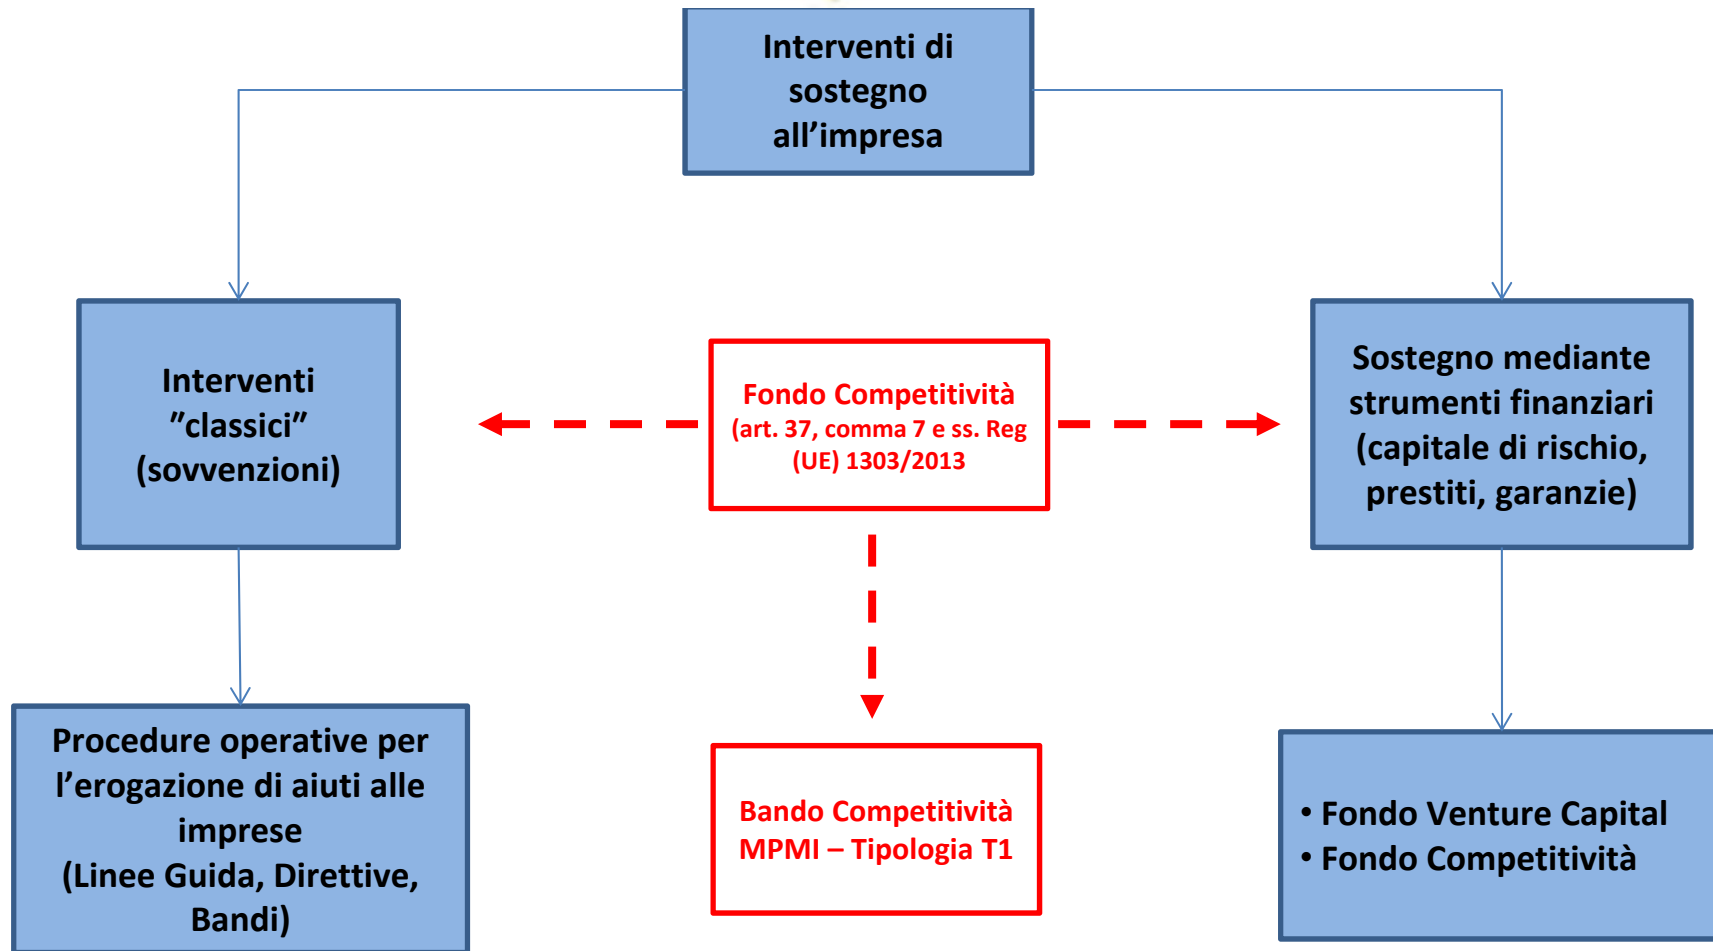 Interventi di
sostegno
all’impresa
Interventi
″classici″
(sovvenzioni)
Fondo Competitività
(art. 37, comma 7 e ss. Reg
(UE) 1303/2013
Sostegno mediante
strumenti finanziari
(capitale di rischio,
prestiti, garanzie)
Procedure operative per
l’erogazione di aiuti alle
imprese
(Linee Guida, Direttive,
Bandi)
Bando Competitività
MPMI – Tipologia T1
• Fondo Venture Capital
• Fondo Competitività